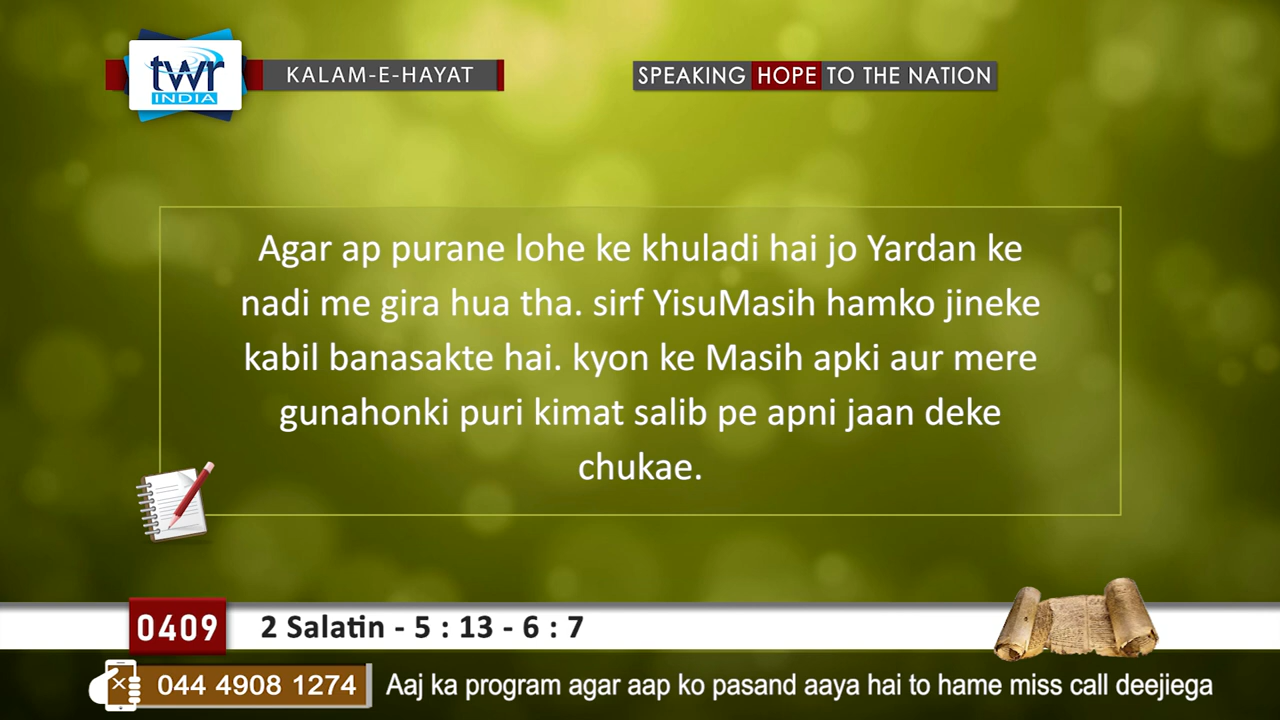 twr
INDIA
KALAM-E-HAYAT
SPEAKING HOPE TO THE NATION
Agar ap purane lohe ke khuladi hai jo Yardan ke
nadi me gira hua tha. sirf YisuMasih hamko jineke
kabil banasakte hai. kyon ke Masih apki aur mere
gunahonki puri kimat salib pe apni jaan deke
chukae.
0409 2 Salatin - 5 : 13 - 6 : 7
044 4908 1274 Aaj ka program agar aap ko pasand aaya hai to hame miss call deejiega